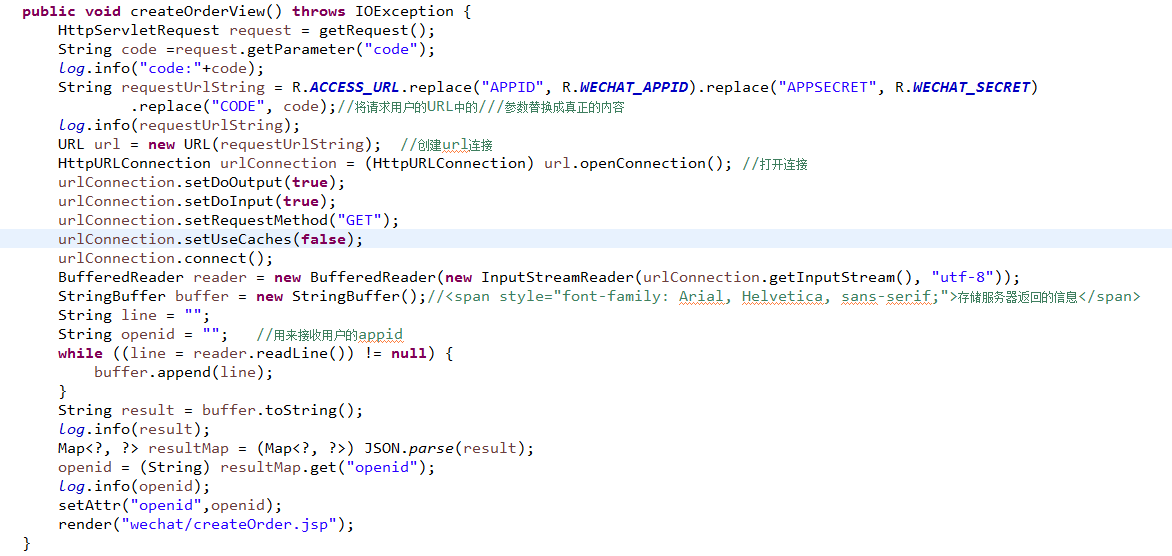 public void createOrderView() throws IOException {
    HttpServletRequest request = getRequest();
    String code =request.getParameter("code");
    log.info("code:"+code);
    String requestUrlString = R.ACCESS_URL.replace("APPID", R.WECHAT_APPID).replace("APPSECRET", R.WECHAT_SECRET)
            .replace("CODE", code);//将请求用户的URL中的///参数替换成真正的内容
    log.info(requestUrlString);
    URL url = new URL(requestUrlString);  //创建url连接
    HttpURLConnection urlConnection = (HttpURLConnection) url.openConnection(); //打开连接
    urlConnection.setDoOutput(true);
    urlConnection.setDoInput(true);
    urlConnection.setRequestMethod("GET");
    urlConnection.setUseCaches(false);
    urlConnection.connect();
    BufferedReader reader = new BufferedReader(new InputStreamReader(urlConnection.getInputStream(), "utf-8"));
    StringBuffer buffer = new StringBuffer();//<span style="font-family: Arial, Helvetica, sans-serif;">存储服务器返回的信息</span>
    String line = "";
    String openid = "";   //用来接收用户的appid
    while ((line = reader.readLine()) != null) {
        buffer.append(line);
    }
    String result = buffer.toString();
    log.info(result);
    Map<?, ?> resultMap = (Map<?, ?>) JSON.parse(result);
    openid = (String) resultMap.get("openid");
    log.info(openid);
    setAttr("openid",openid);
    render("wechat/createOrder.jsp");
}